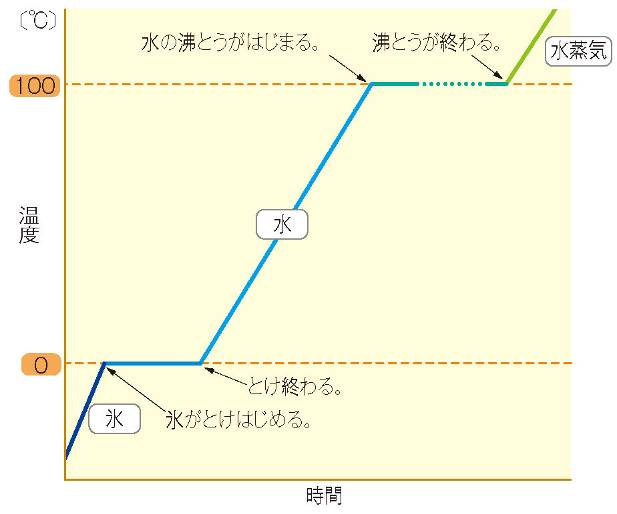 〔℃〕
水の沸とうがはじまる。
沸とうが終わる。
水蒸気
100
温度
水
0
とけ終わる。
氷
氷がとけはじめる。
時間